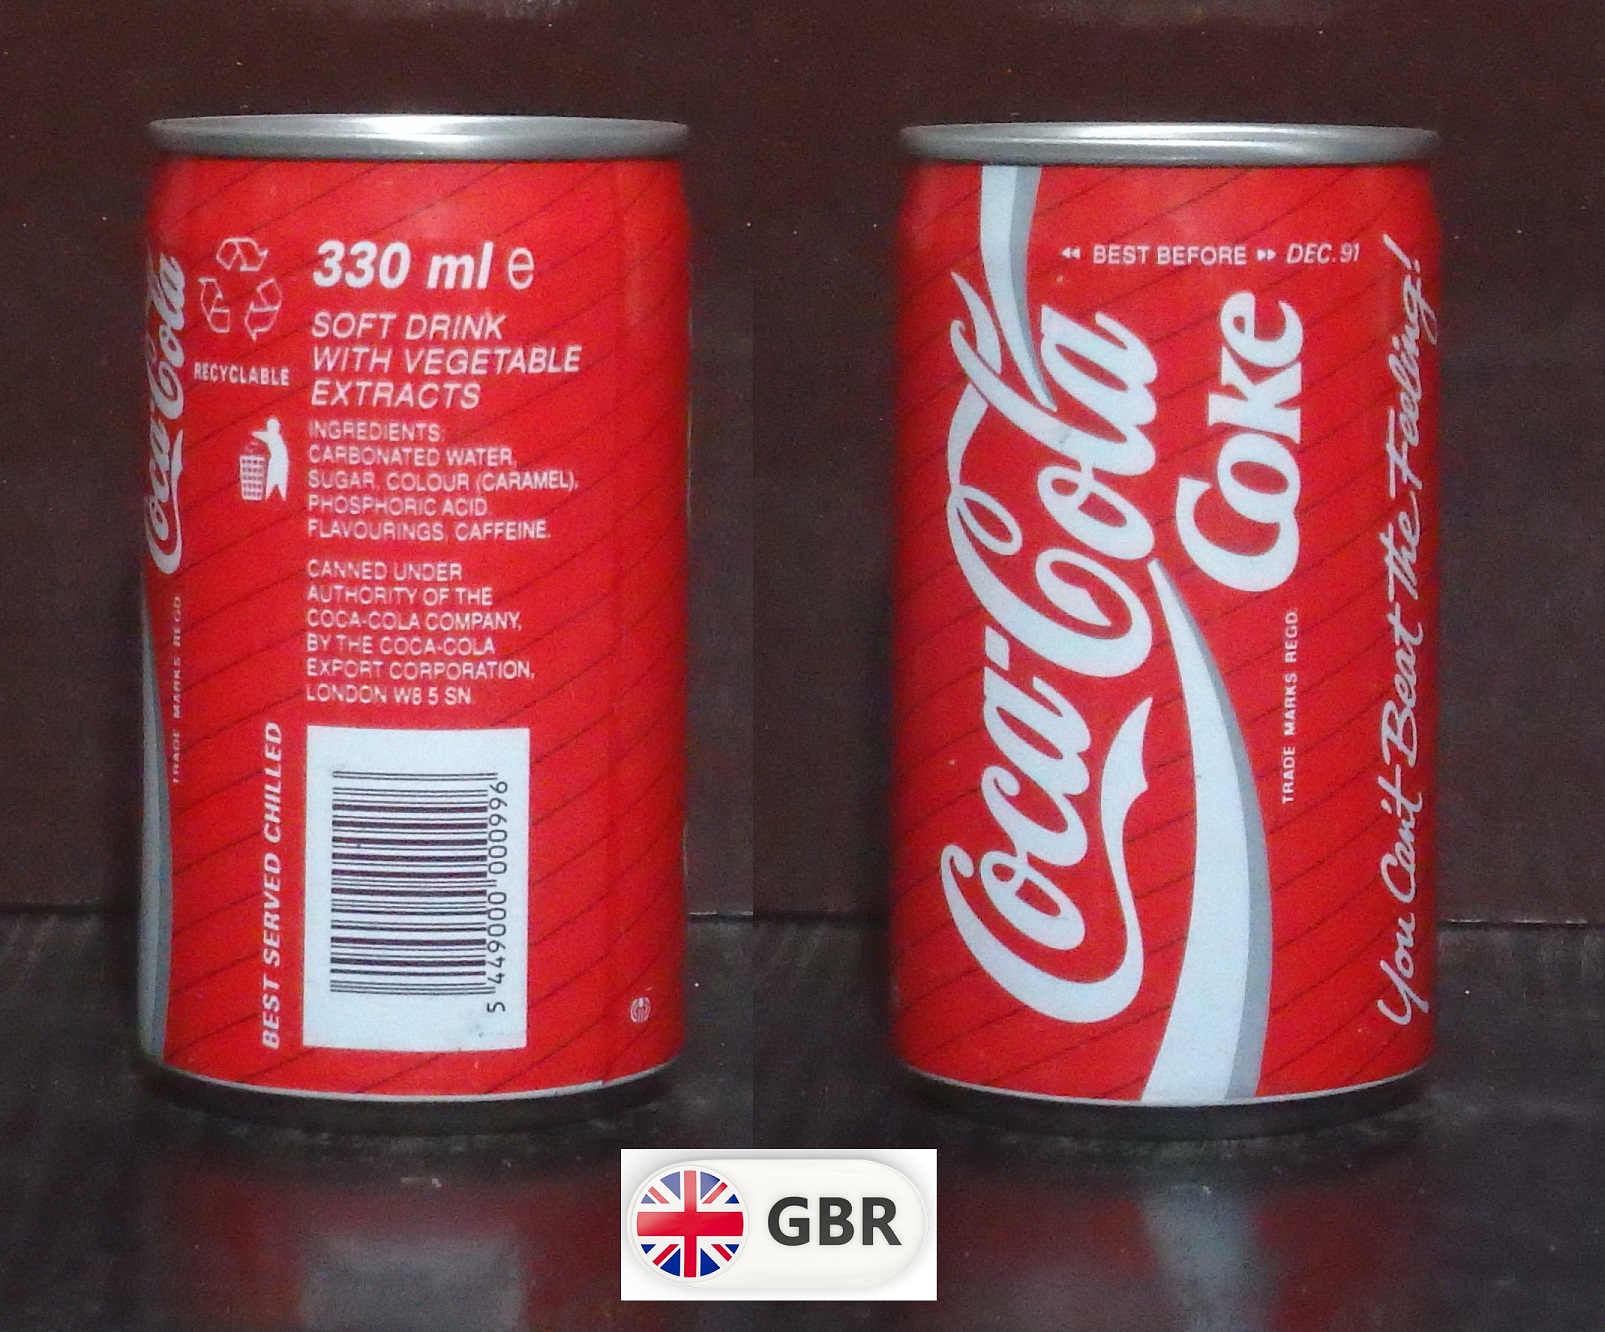 Coca-Cola
TRADE MARKS REGD
RECYCLABLE
330 ml e
SOFT DRINK
WITH VEGETABLE
EXTRACTS
INGREDIENTS:
CARBONATED WATER,
SUGAR, COLOUR (CARAMEL),
PHOSPHORIC ACID,
FLAVOURINGS, CAFFEINE.
CANNED UNDER
AUTHORITY OF THE
COCA-COLA COMPANY,
BY THE COCA-COLA
EXPORT CORPORATION,
LONDON W8 5 SN.
BEST SERVED CHILLED
5 449000 000996
BEST BEFORE DEC. 91
Coca-Cola
Coke
TRADE MARKS REGD.
You Can't Beat The Feeling!
GBR